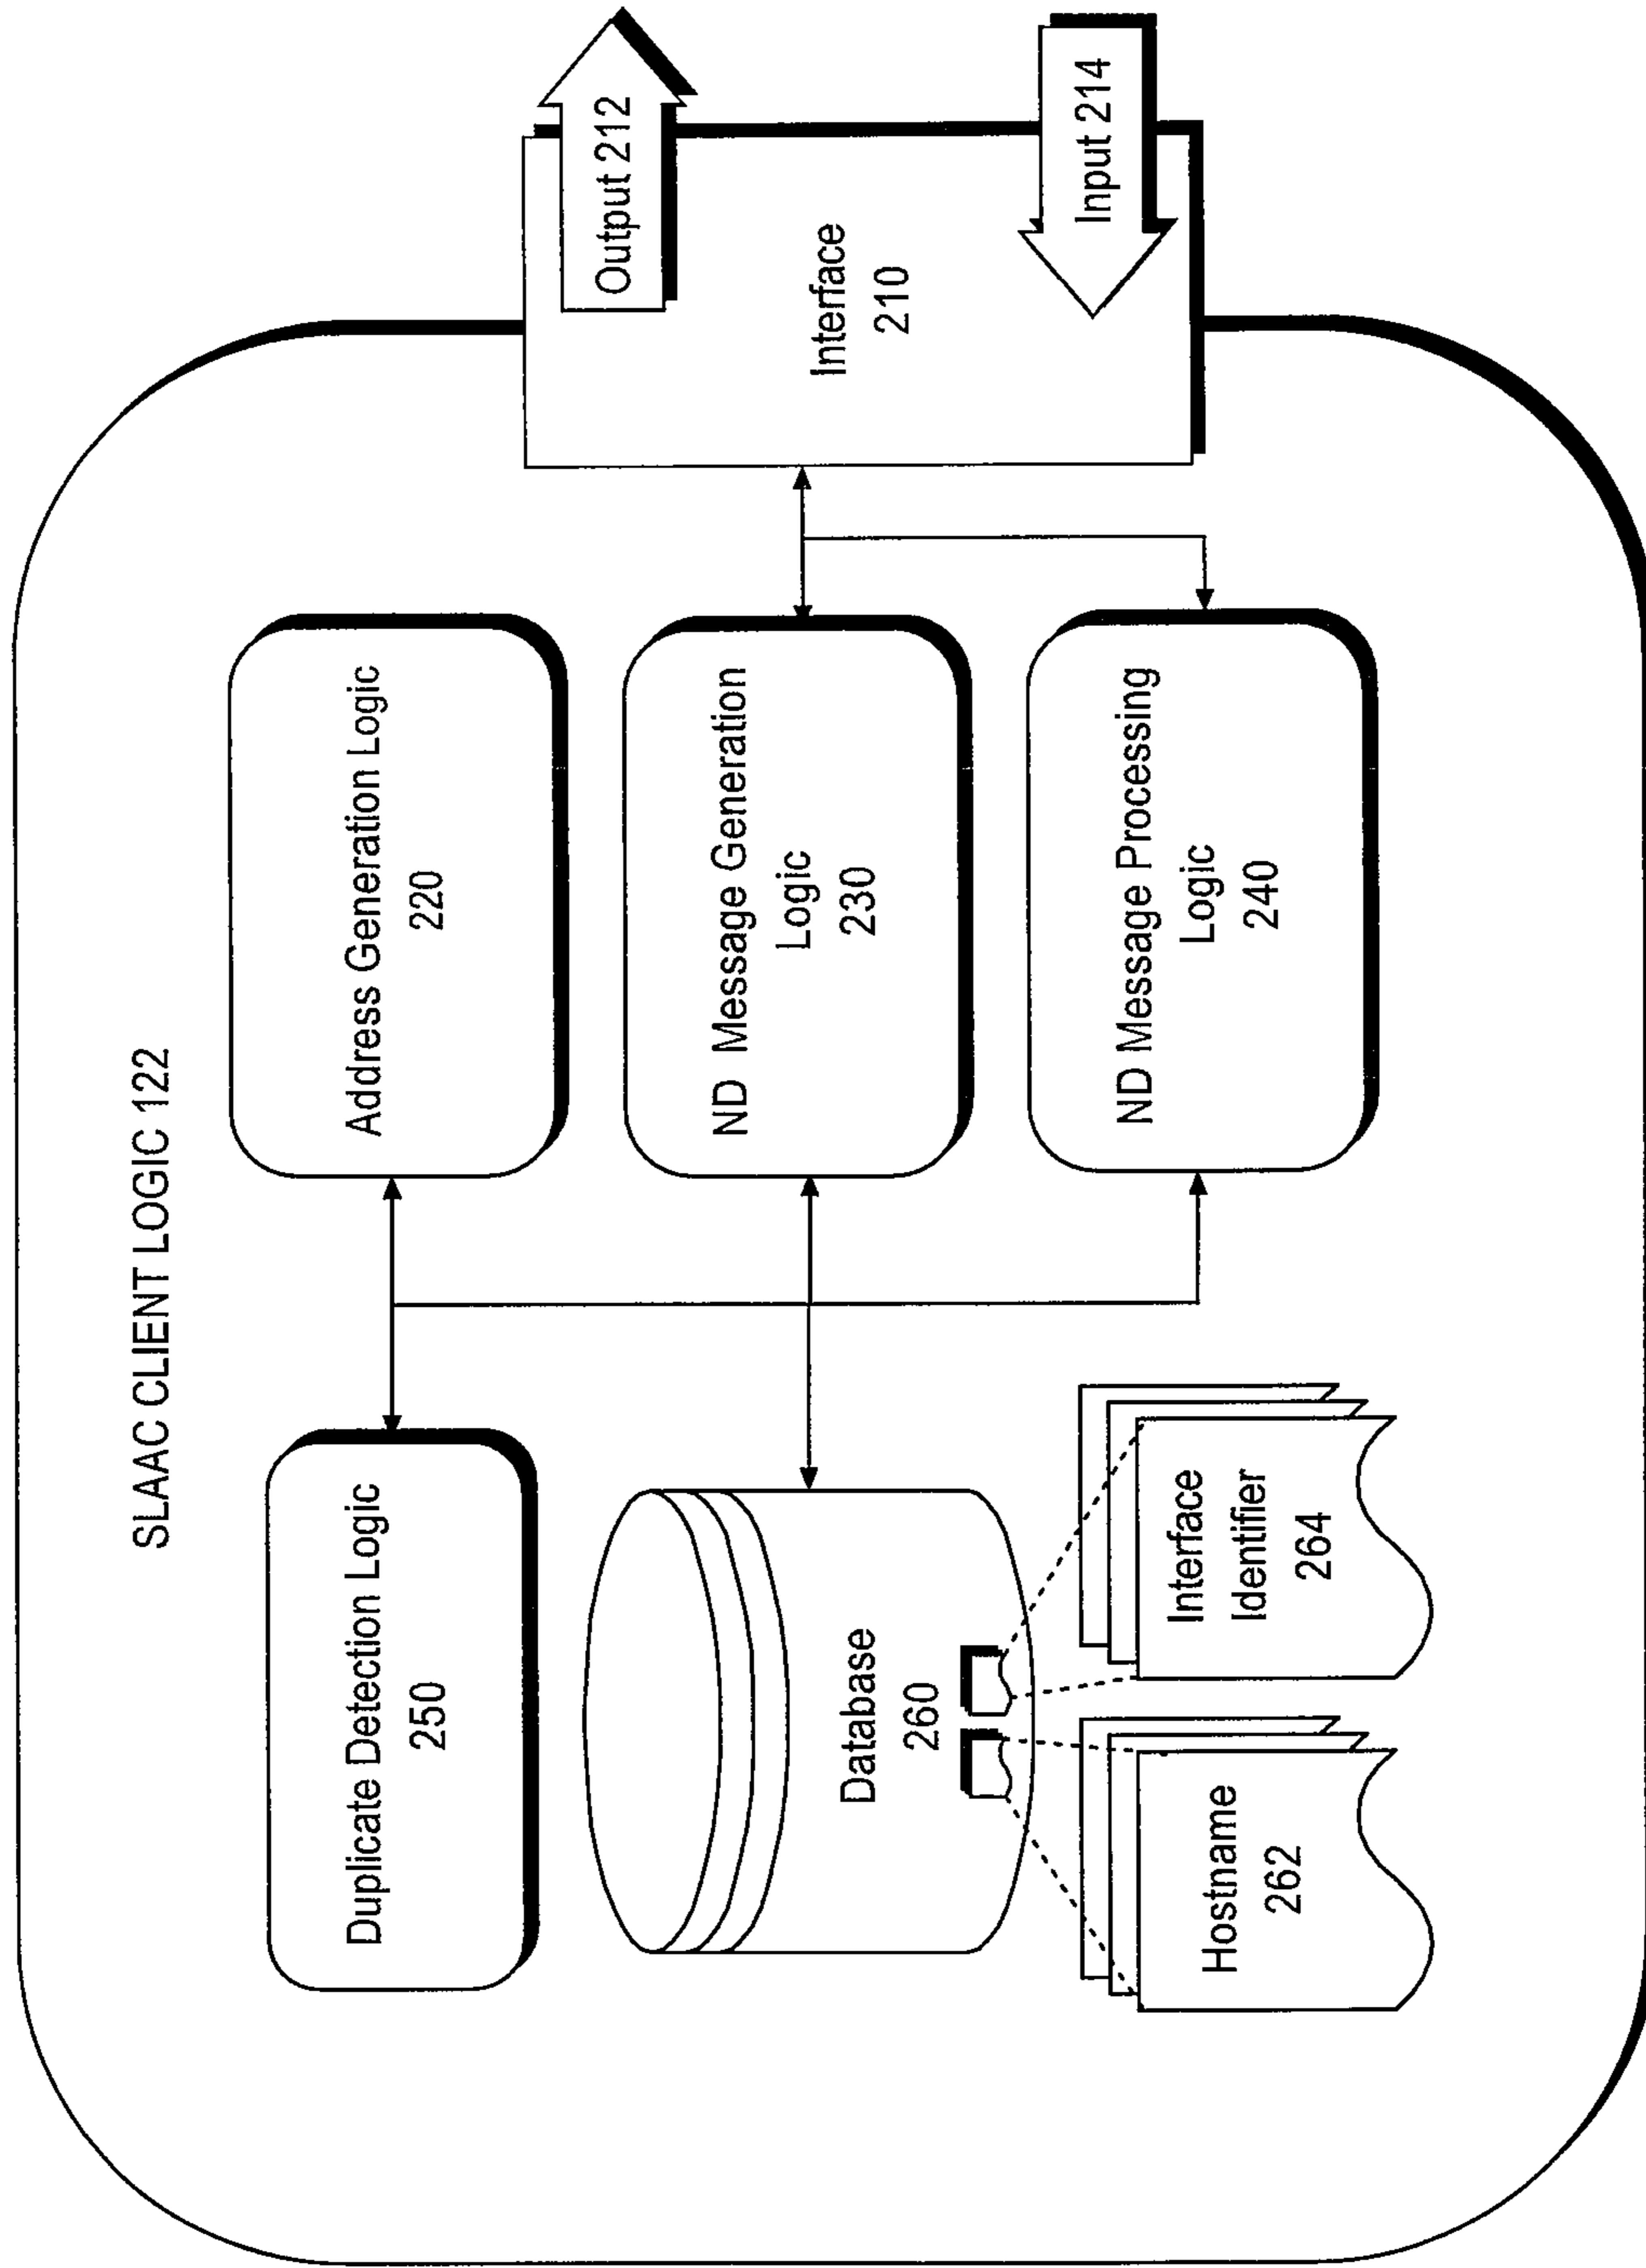 SLAAC CLIENT LOGIC 122
Duplicate Detection Logic
250
Address Generation Logic
220
Database
260
ND Message Generation
Logic
230
Hostname
262
Interface
Identifier
264
ND Message Processing
Logic
240
Interface
210
Output 212
Input 214